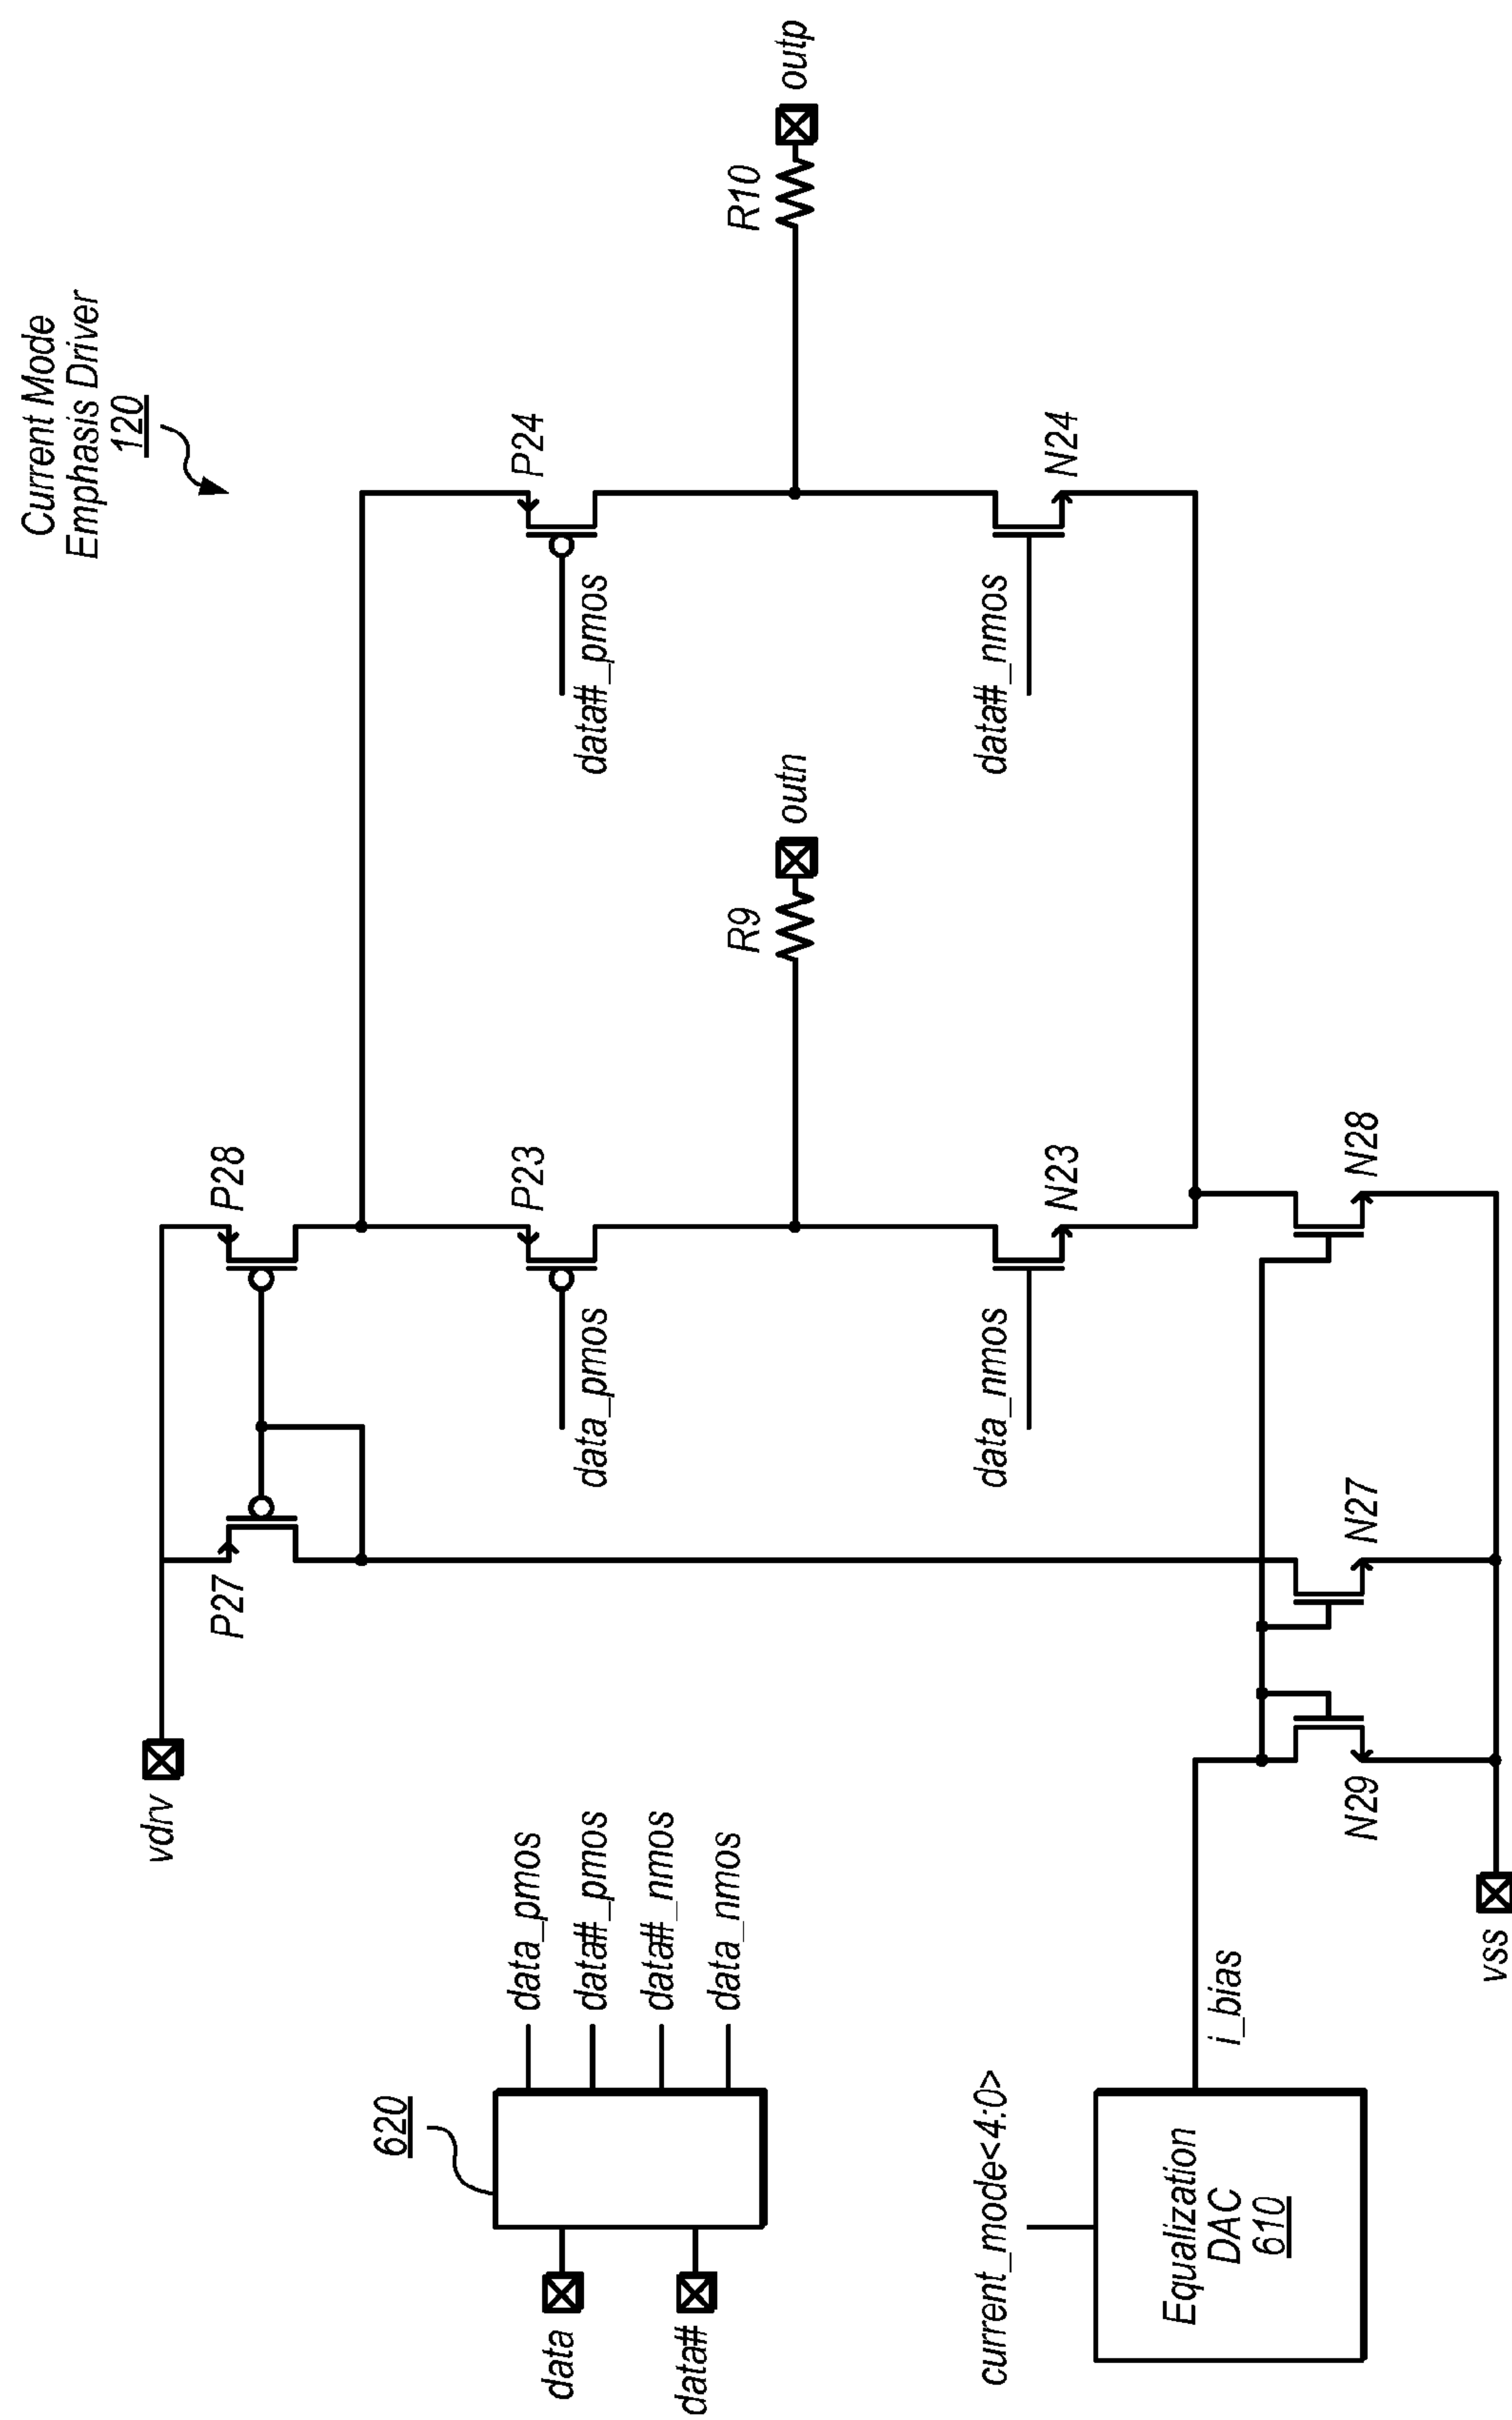 Current Mode
Emphasis Driver
120
vdrv
P27
P28
P23
P24
data_pmos
data#_pmos
R9
outn
R10
outp
N23
N24
data_nmos
data#_nmos
N29
N27
N28
vss
620
data
data#
data_pmos
data#_pmos
data#_nmos
data_nmos
current_mode<4:0>
Equalization
DAC
610
i_bias